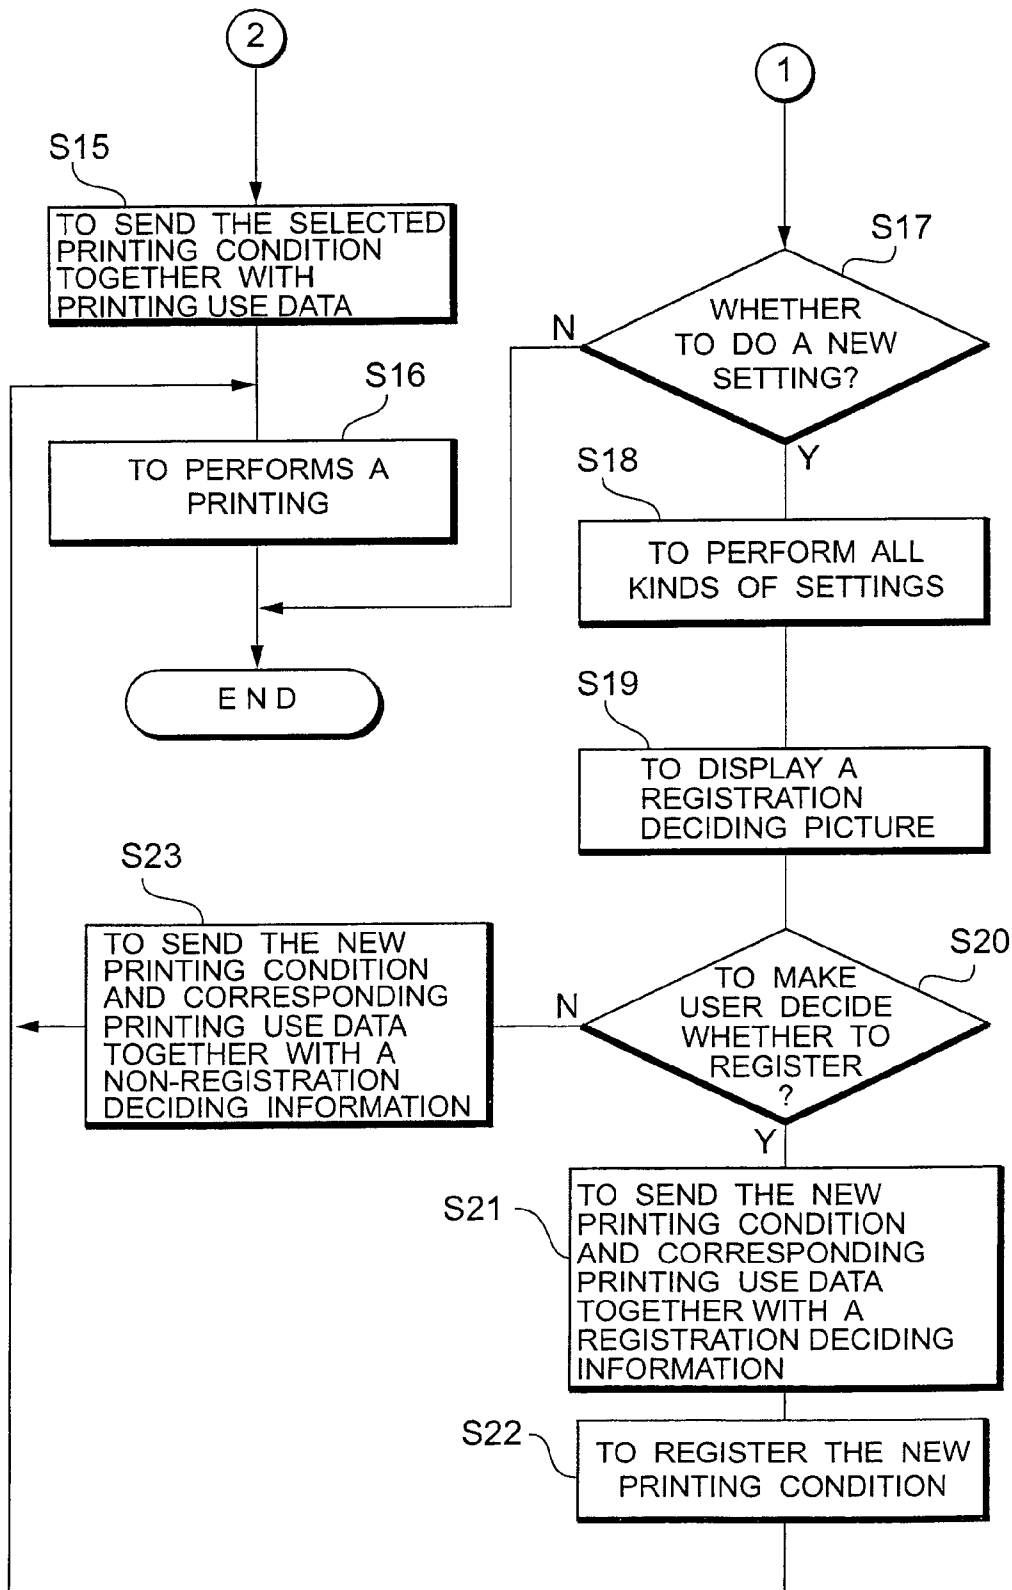 2
S15
TO SEND THE SELECTED
PRINTING CONDITION
TOGETHER WITH
PRINTING USE DATA
S16
TO PERFORMS A
PRINTING
END
1
S17
WHETHER
TO DO A NEW
SETTING?
N
Y
S18
TO PERFORM ALL
KINDS OF SETTINGS
S19
TO DISPLAY A
REGISTRATION
DECIDING PICTURE
S20
TO MAKE
USER DECIDE
WHETHER TO
REGISTER
?
N
Y
S23
TO SEND THE NEW
PRINTING CONDITION
AND CORRESPONDING
PRINTING USE DATA
TOGETHER WITH A
NON-REGISTRATION
DECIDING INFORMATION
S21
TO SEND THE NEW
PRINTING CONDITION
AND CORRESPONDING
PRINTING USE DATA
TOGETHER WITH A
REGISTRATION DECIDING
INFORMATION
S22
TO REGISTER THE NEW
PRINTING CONDITION